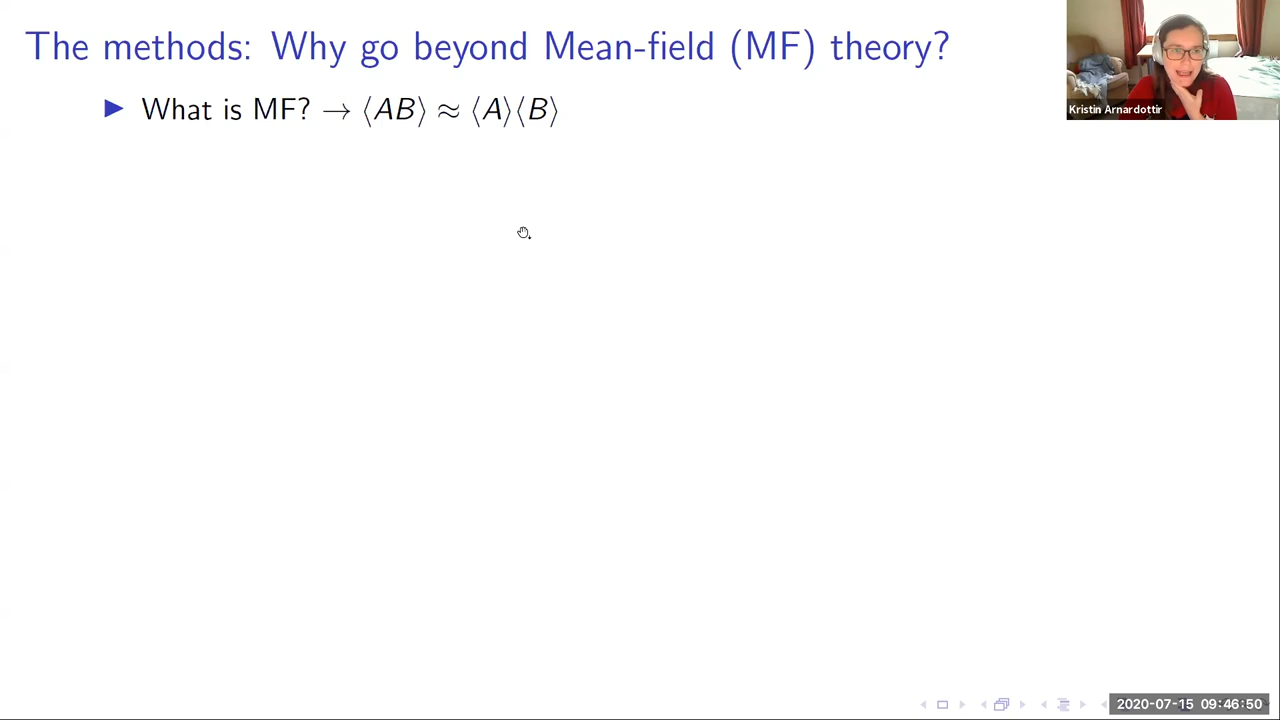 The methods: Why go beyond Mean-field (MF) theory?
▶ What is MF? → ⟨AB⟩ ≈ ⟨A⟩⟨B⟩
Kristin Arnardottir
2020-07-15 09:46:50